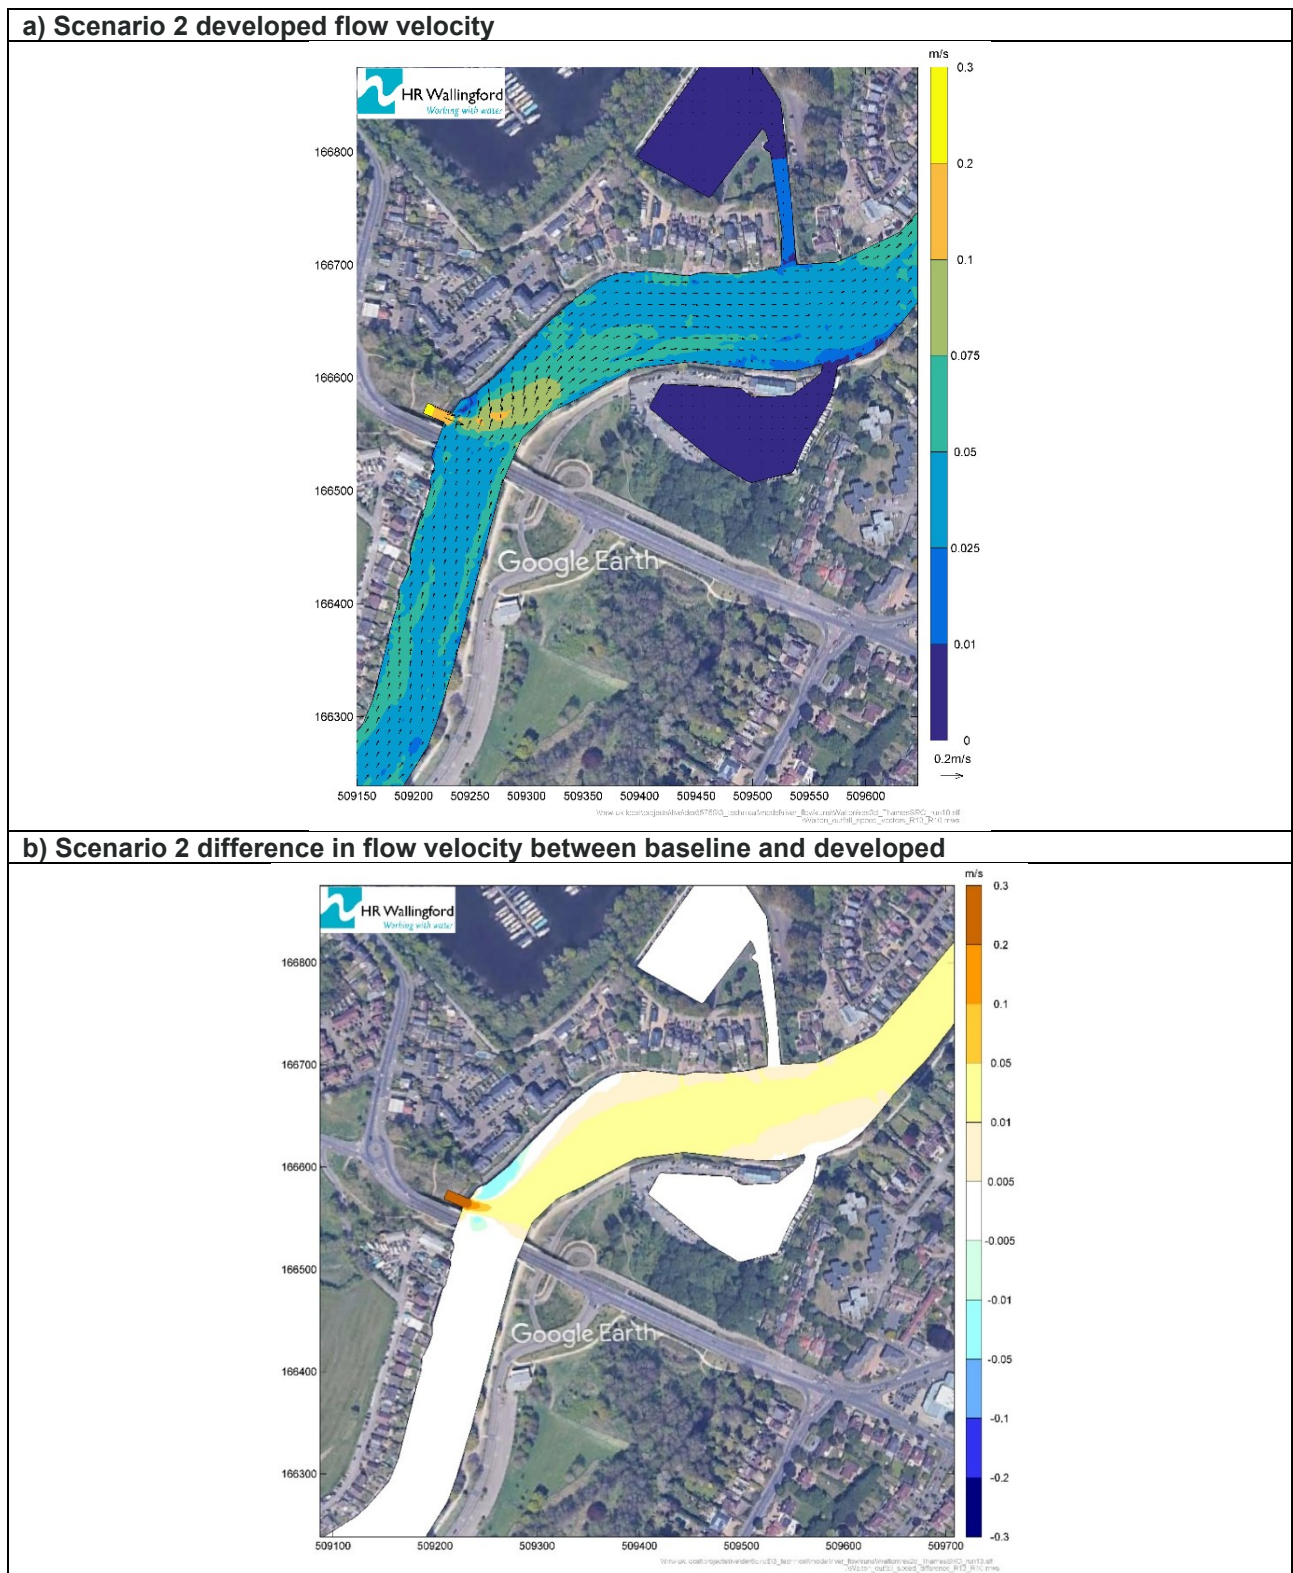 a) Scenario 2 developed flow velocity
m/s
HR Wallingford
Working with water
0.3
0.2
0.1
0.075
0.05
0.025
0.01
0
0.2m/s
166800
166700
166600
166500
166400
166300
Google Earth
509150 509200 509250 509300 509350 509400 509450 509500 509550 509600
b) Scenario 2 difference in flow velocity between baseline and developed
m/s
HR Wallingford
Working with water
0.3
0.2
0.1
0.05
0.01
0.005
-0.005
-0.01
-0.05
-0.1
-0.2
-0.3
166800
166700
166600
166500
166400
166300
Google Earth
509100 509200 509300 509400 509500 509600 509700